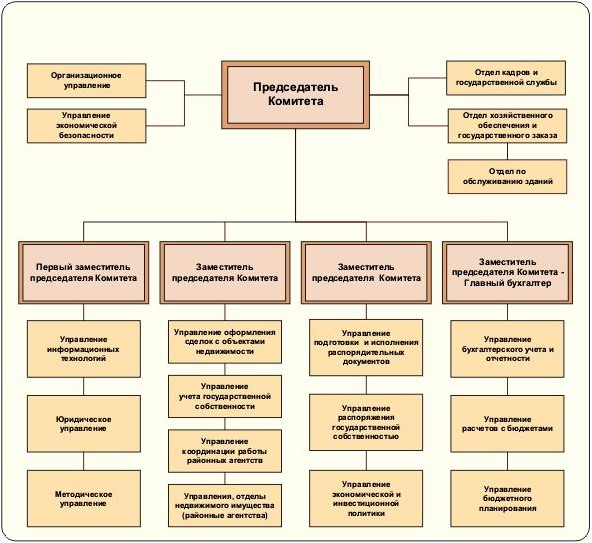 Председатель
Комитета
Организационное
управление
Управление
экономической
безопасности
Отдел кадров и
государственной службы
Отдел хозяйственного
обеспечения и
государственного заказа
Отдел по
обслуживанию зданий
Первый заместитель
председателя Комитета
Управление
информационных
технологий
Юридическое
управление
Методическое
управление
Заместитель
председателя Комитета
Управление оформления
сделок с объектами
недвижимости
Управление
учета государственной
собственности
Управление
координации работы
районных агентств
Управления, отделы
недвижимого имущества
(районные агентства)
Заместитель
председателя Комитета
Управление
подготовки и исполнения
распорядительных
документов
Управление
распоряжения
государственной
собственностью
Управление
экономической и
инвестиционной
политики
Заместитель
председателя Комитета -
Главный бухгалтер
Управление
бухгалтерского учета и
отчетности
Управление
расчетов с бюджетами
Управление
бюджетного
планирования